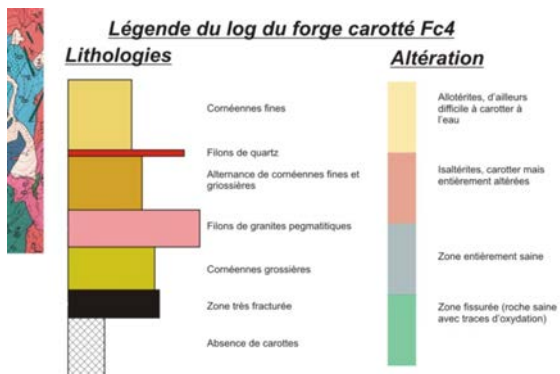 Légende du log du forge carotté Fc4
Lithologies
Cornéennes fines
Filons de quartz
Alternance de cornéennes fines et
griossières
Filons de granites pegmatitiques
Cornéennes grossières
Zone très fracturée
Absence de carottes
Altération
Allotérites, d'ailleurs
difficile à carotter à
l'eau
Isaltérites, carotter mais
entièrement altérées
Zone entièrement saine
Zone fissurée (roche saine
avec traces d'oxydation)